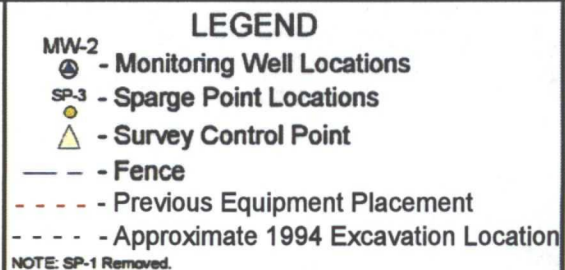 LEGEND
MW-2
- Monitoring Well Locations
SP-3 - Sparge Point Locations
- Survey Control Point
- Fence
- Previous Equipment Placement
- Approximate 1994 Excavation Location
NOTE: SP-1 Removed.